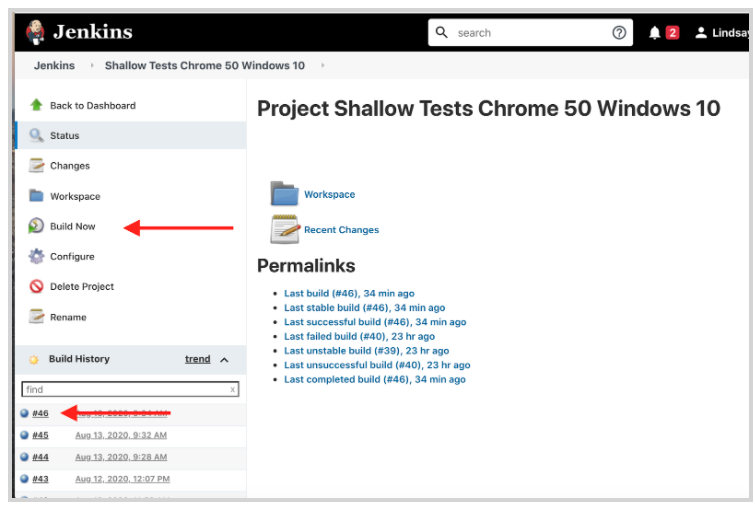 Jenkins
search
2
Lindsay
Jenkins
Shallow Tests Chrome 50 Windows 10
Back to Dashboard
Status
Changes
Workspace
Build Now
Configure
Delete Project
Rename
Build History
trend
find
x
#46
#45
Aug 13, 2020, 9:32 AM
#44
Aug 13, 2020, 9:28 AM
#43
Aug 12, 2020, 12:07 PM
Project Shallow Tests Chrome 50 Windows 10
Workspace
Recent Changes
Permalinks
Last build (#46), 34 min ago
Last stable build (#46), 34 min ago
Last successful build (#46), 34 min ago
Last failed build (#40), 23 hr ago
Last unstable build (#39), 23 hr ago
Last unsuccessful build (#40), 23 hr ago
Last completed build (#46), 34 min ago